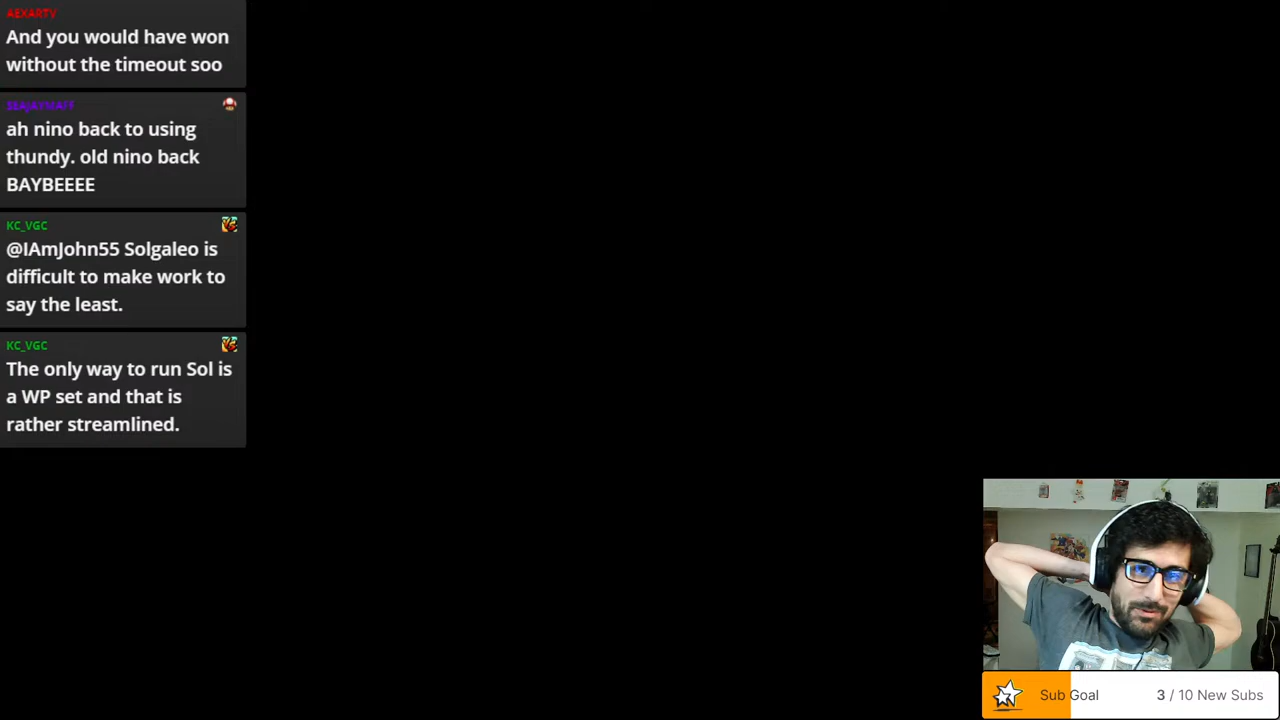 AEXARTV
And you would have won
without the timeout soo
SEAJAYMAFF
ah nino back to using
thundy. old nino back
BAYBEEEE
KC_VGC
@IAmJohn55 Solgaleo is
difficult to make work to
say the least.
KC_VGC
The only way to run Sol is
a WP set and that is
rather streamlined.
Sub Goal 3 / 10 New Subs